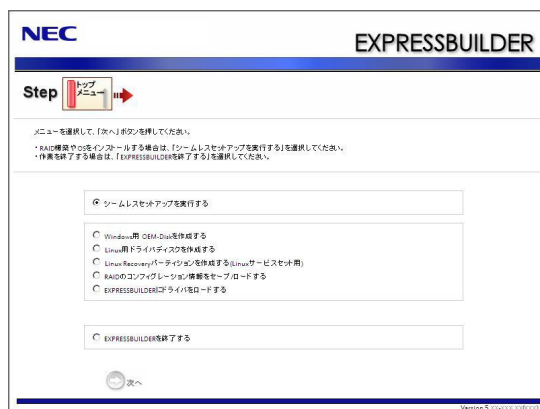 NEC
EXPRESSBUILDER
Step
トップ
メニュー
メニューを選択して、「次へ」ボタンを押してください。
・RAID構築やOSをインストールする場合は、「シームレスセットアップを実行する」を選択してください。
・作業を終了する場合は、「EXPRESSBUILDERを終了する」を選択してください。
シームレスセットアップを実行する
Windows用 OEM-Diskを作成する
Linux用ドライバディスクを作成する
Linux Recoveryパーティションを作成する(Linuxサービスセット用)
RAIDのコンフィグレーション情報をセーブ/ロードする
EXPRESSBUILDERにドライバをロードする
EXPRESSBUILDERを終了する
次へ
Version 5